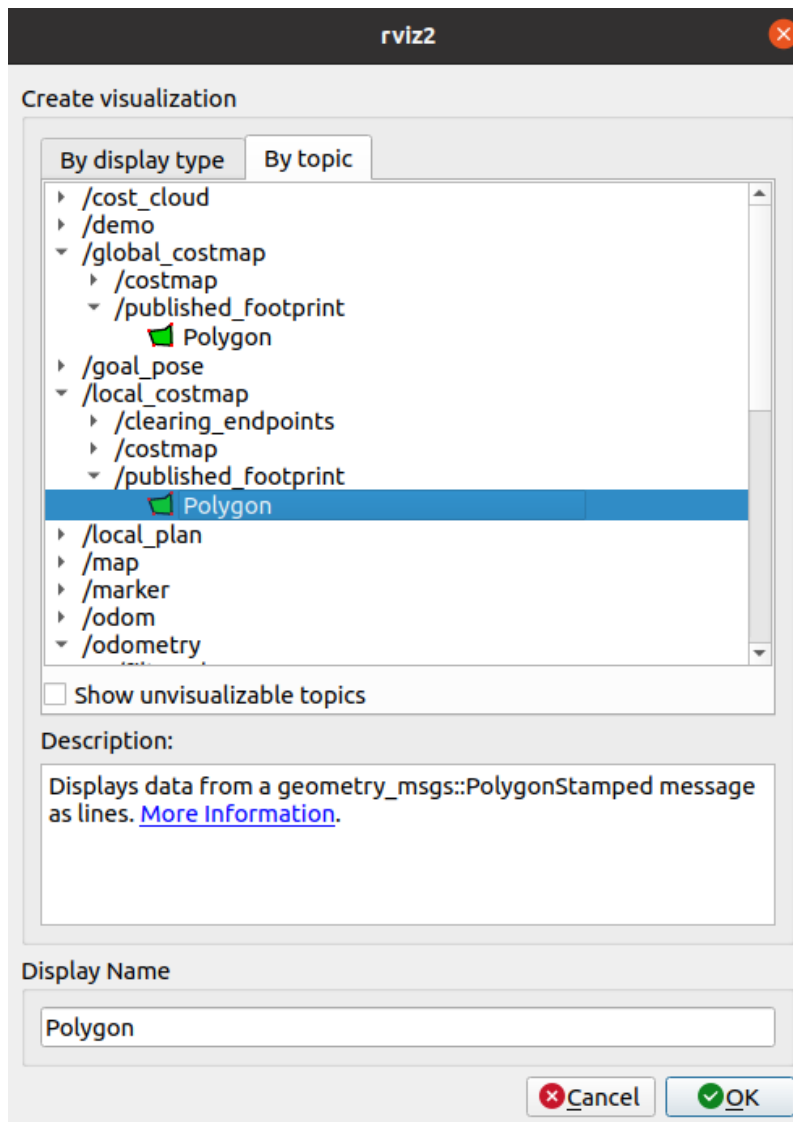 rviz2
Create visualization
By display type
By topic
/cost_cloud
/demo
/global_costmap
/costmap
/published_footprint
Polygon
/goal_pose
/local_costmap
/clearing_endpoints
/costmap
/published_footprint
Polygon
/local_plan
/map
/marker
/odom
/odometry
Show unvisualizable topics
Description:
Displays data from a geometry_msgs::PolygonStamped message
as lines. More Information.
Display Name
Polygon
Cancel
OK